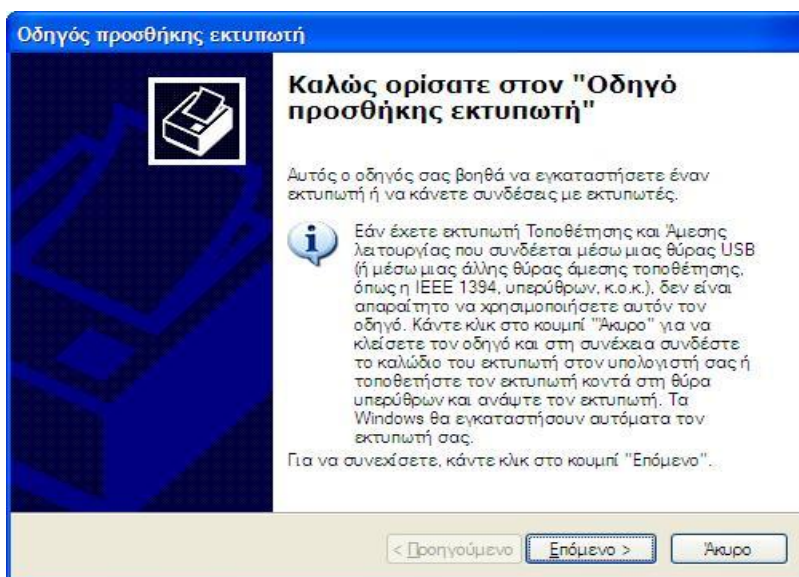 Οδηγός προσθήκης εκτυπωτή
Καλώς ορίσατε στον "Οδηγό
προσθήκης εκτυπωτή"
Αυτός ο οδηγός σας βοηθά να εγκαταστήσετε έναν
εκτυπωτή ή να κάνετε συνδέσεις με εκτυπωτές.
Εάν έχετε εκτυπωτή Τοποθέτησης και Άμεσης
λειτουργίας που συνδέεται μέσω μιας θύρας USB
(ή μέσω μιας άλλης θύρας άμεσης τοποθέτησης,
όπως η IEEE 1394, υπερύθρων, κ.ο.κ.), δεν είναι
απαραίτητο να χρησιμοποιήσετε αυτόν τον
οδηγό. Κάντε κλικ στο κουμπί "Άκυρο" για να
κλείσετε τον οδηγό και στη συνέχεια συνδέστε
το καλώδιο του εκτυπωτή στον υπολογιστή σας ή
τοποθετήστε τον εκτυπωτή κοντά στη θύρα
υπερύθρων και ανάψτε τον εκτυπωτή. Τα
Windows θα εγκαταστήσουν αυτόματα τον
εκτυπωτή σας.
Για να συνεχίσετε, κάντε κλικ στο κουμπί "Επόμενο".
< Προηγούμενο Επόμενο > Άκυρο